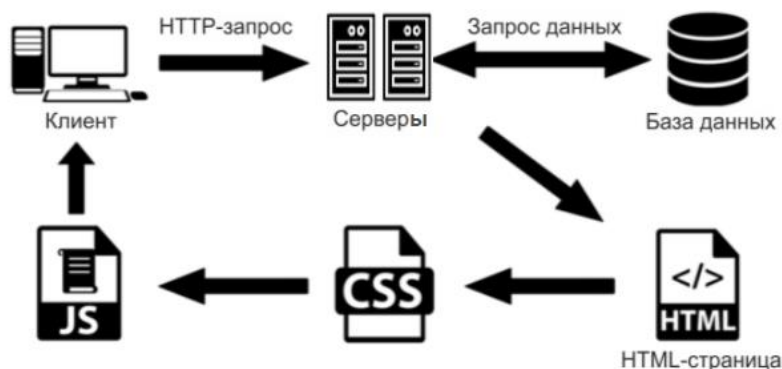 HTTP-запрос
Запрос данных
Клиент
Серверы
База данных
JS
CSS
</>
HTML
HTML-страница